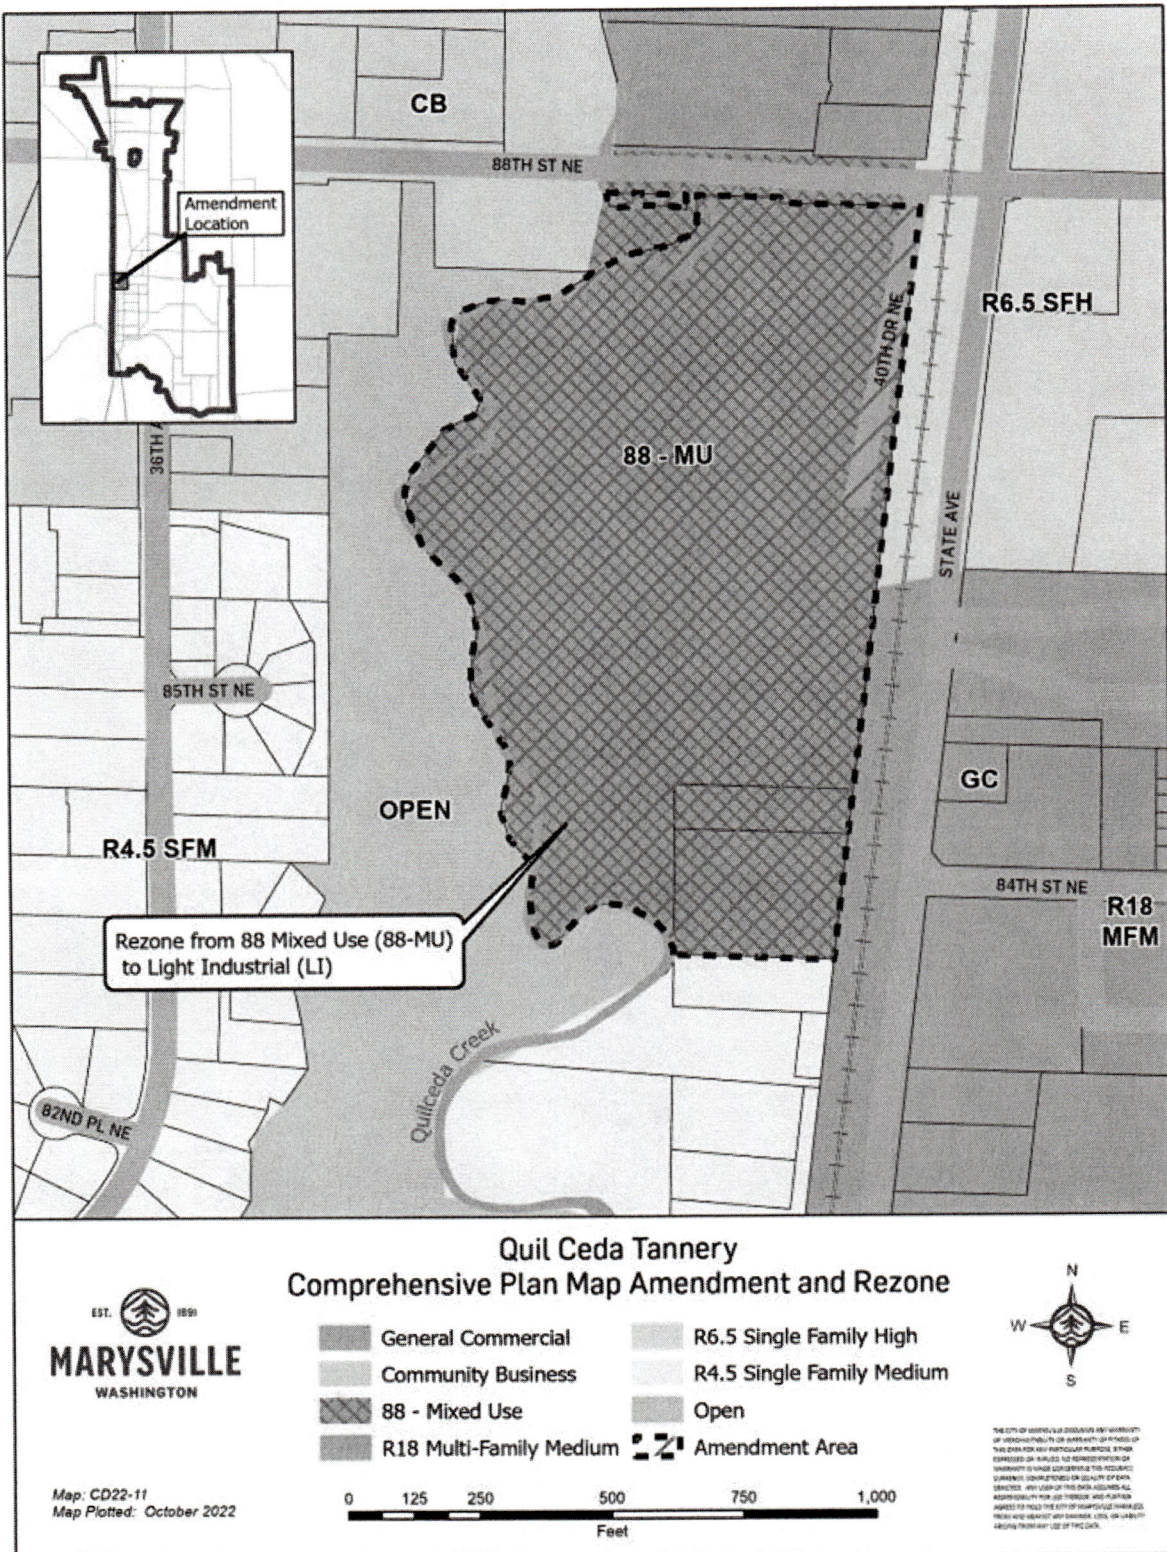 CB
88TH ST NE
Amendment
Location
R6.5 SFH
40TH DR NE
36TH A
88 - MU
STATE AVE
85TH ST NE
OPEN
GC
R4.5 SFM
84TH ST NE
R18
MFM
Rezone from 88 Mixed Use (88-MU)
to Light Industrial (LI)
Quilceda Creek
82ND PL NE
Quil Ceda Tannery
Comprehensive Plan Map Amendment and Rezone
EST. 1891
MARYSVILLE
WASHINGTON
General Commercial
Community Business
88 - Mixed Use
R18 Multi-Family Medium
R6.5 Single Family High
R4.5 Single Family Medium
Open
Amendment Area
N
W E
S
Map: CD22-11
Map Plotted: October 2022
0 125 250 500 750 1,000
Feet